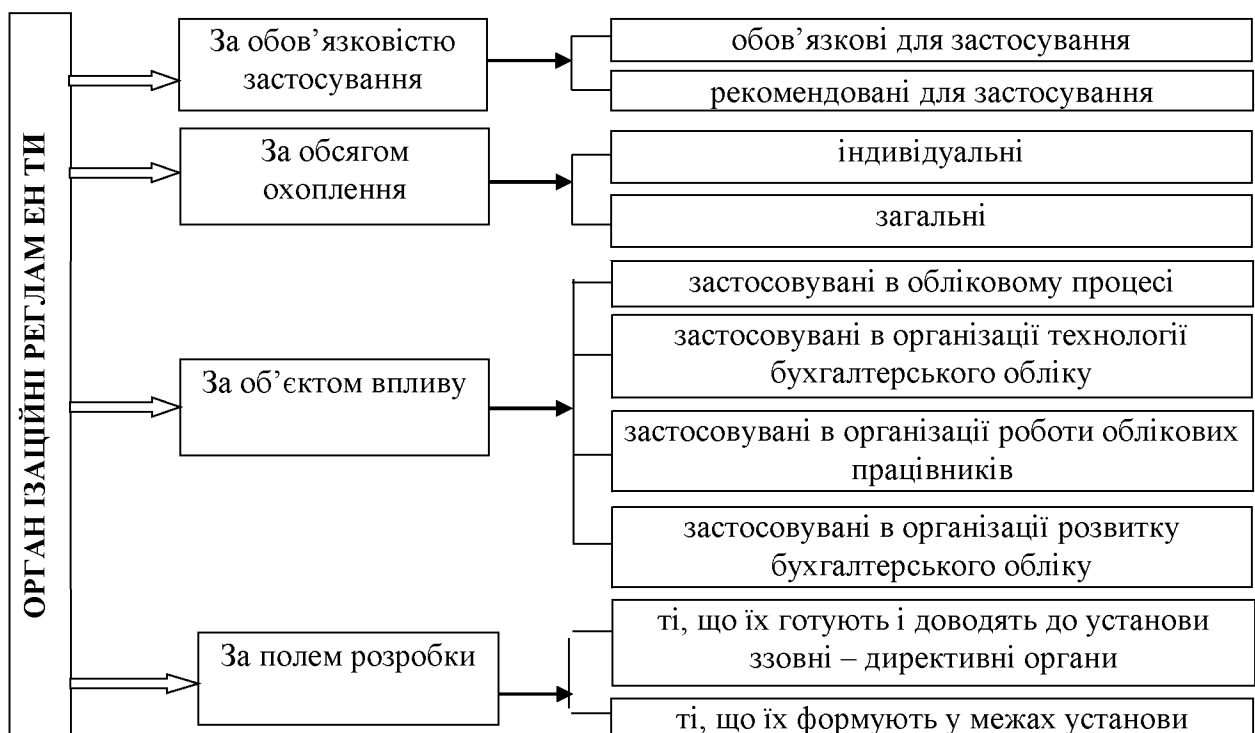 ОРГАН ІЗАЦІЙНІ РЕГЛАМ ЕН ТИ
За обов’язковістю
застосування
обов’язкові для застосування
рекомендовані для застосування
За обсягом
охоплення
індивідуальні
загальні
За об’єктом впливу
застосовувані в обліковому процесі
застосовувані в організації технології
бухгалтерського обліку
застосовувані в організації роботи облікових
працівників
застосовувані в організації розвитку
бухгалтерського обліку
За полем розробки
ті, що їх готують і доводять до установи
ззовні – директивні органи
ті, що їх формують у межах установи